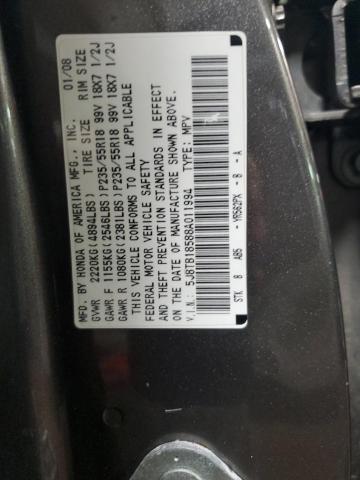 MFD. BY HONDA OF AMERICA MFG., INC. 01/08
GVWR 2220KG(4894LBS) TIRE SIZE RIM SIZE
GAWR F 1155KG(2546LBS)P235/55R18 99V 18X7 1/2J
GAWR R 1080KG(2381LBS)P235/55R18 99V 18X7 1/2J
THIS VEHICLE CONFORMS TO ALL APPLICABLE
FEDERAL MOTOR VEHICLE SAFETY
AND THEFT PREVENTION STANDARDS IN EFFECT
ON THE DATE OF MANUFACTURE SHOWN ABOVE.
V.I.N.: 5J8TB18588A011994 TYPE: MPV
STK B AB5 - YR562PX - B - A